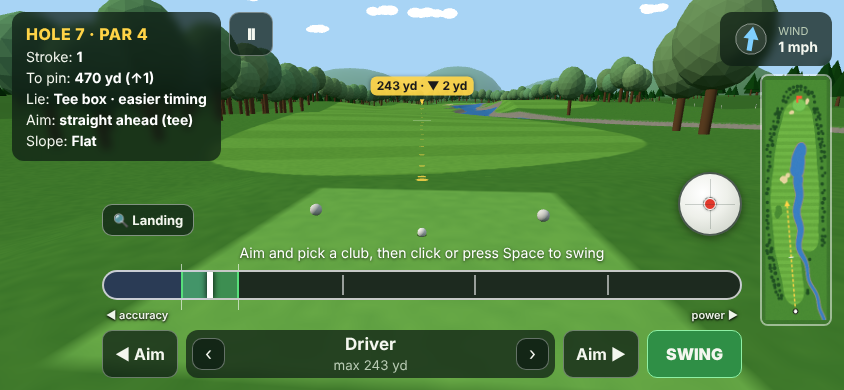 HOLE 7 · PAR 4
Stroke: 1
To pin: 470 yd (↑1)
Lie: Tee box · easier timing
Aim: straight ahead (tee)
Slope: Flat
WIND
1 mph
243 yd · ▼ 2 yd
🔍 Landing
Aim and pick a club, then click or press Space to swing
◀ accuracy
power ▶
◀ Aim
‹
Driver
max 243 yd
›
Aim ▶
SWING